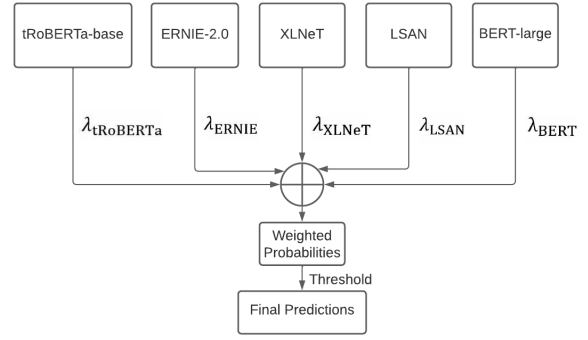 tRoBERTa-base
ERNIE-2.0
XLNeT
LSAN
BERT-large
λtRoBERTa
λERNIE
λXLNeT
λLSAN
λBERT
Weighted
Probabilities
Threshold
Final Predictions